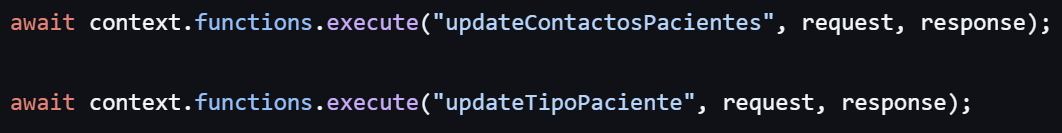 await context.functions.execute("updateContactosPacientes", request, response);
await context.functions.execute("updateTipoPaciente", request, response);